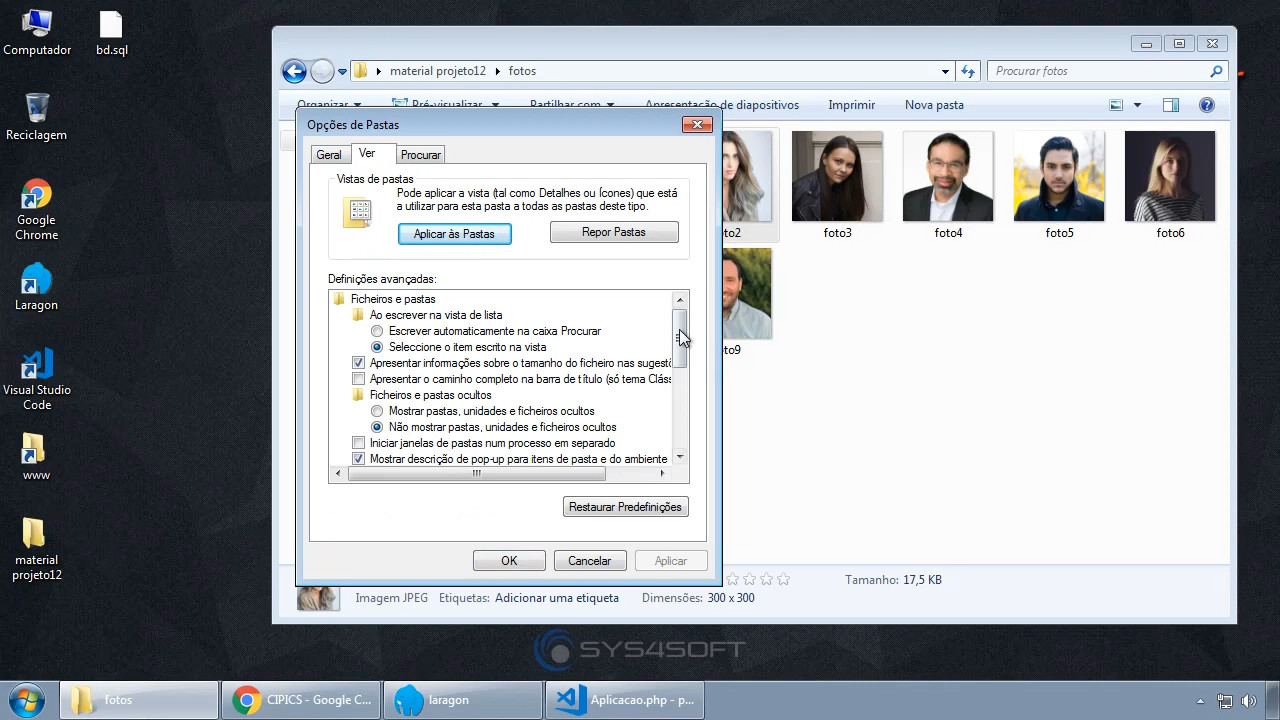 Computador
bd.sql
Reciclagem
Google
Chrome
Laragon
Visual Studio
Code
www
material
projeto12
material projeto12
fotos
Procurar fotos
Organizar
Pré-visualizar
Partilhar com
Apresentação de diapositivos
Imprimir
Nova pasta
Opções de Pastas
Geral
Ver
Procurar
Vistas de pastas
Pode aplicar a vista (tal como Detalhes ou Ícones) que está
a utilizar para esta pasta a todas as pastas deste tipo.
Aplicar às Pastas
Repor Pastas
Definições avançadas:
Ficheiros e pastas
Ao escrever na vista de lista
Escrever automaticamente na caixa Procurar
Seleccione o item escrito na vista
Apresentar informações sobre o tamanho do ficheiro nas sugestõ
Apresentar o caminho completo na barra de título (só tema Cláss
Ficheiros e pastas ocultos
Mostrar pastas, unidades e ficheiros ocultos
Não mostrar pastas, unidades e ficheiros ocultos
Iniciar janelas de pastas num processo em separado
Mostrar descrição de pop-up para itens de pasta e do ambiente
Restaurar Predefinições
OK
Cancelar
Aplicar
oto2
foto3
foto4
foto5
foto6
oto9
Tamanho: 17,5 KB
Imagem JPEG
Etiquetas: Adicionar uma etiqueta
Dimensões: 300 x 300
SYS4SOFT
fotos
CIPICS - Google C...
laragon
Aplicacao.php - p...